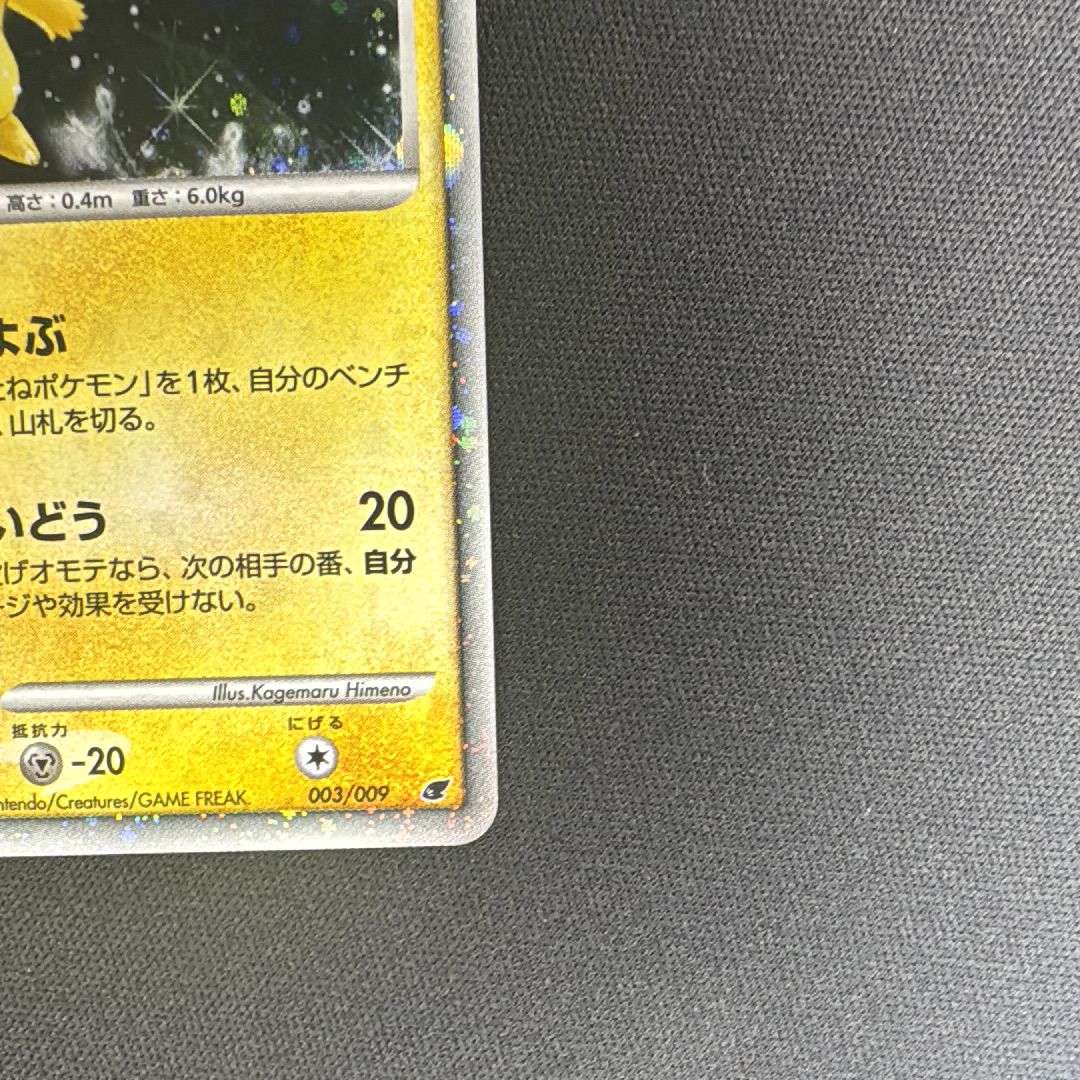 高さ：0.4m 重さ：6.0kg
よぶ
たねポケモン」を1枚、自分のベンチ
、山札を切る。
いどう 20
げオモテなら、次の相手の番、自分
ージや効果を受けない。
Illus.Kagemaru Himeno
抵抗力 にげる
-20
ntendo/Creatures/GAME FREAK. 003/009